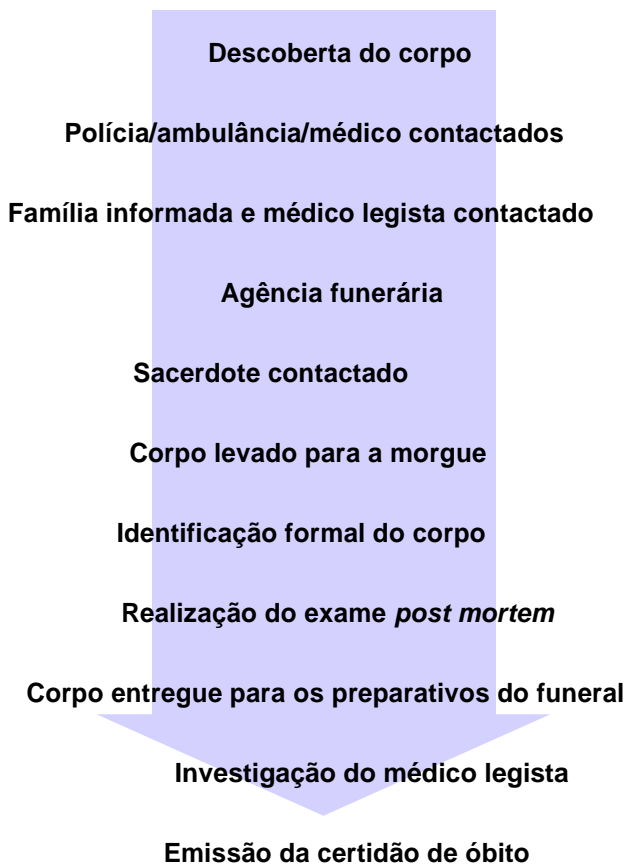 Descoberta do corpo
Polícia/ambulância/médico contactados
Família informada e médico legista contactado
Agência funerária
Sacerdote contactado
Corpo levado para a morgue
Identificação formal do corpo
Realização do exame post mortem
Corpo entregue para os preparativos do funeral
Investigação do médico legista
Emissão da certidão de óbito